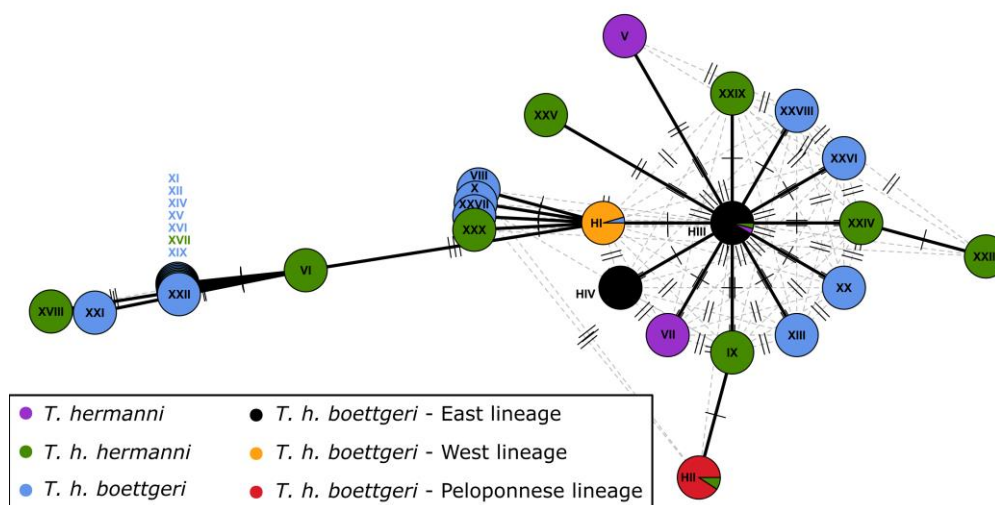 V
XXIX
XXVIII
XXV
XXVI
XI
XII
XIV
XV
XVI
XVII
XIX
VIII
X
XXVII
XXX
HI
HIII
XXIV
XXIII
VI
XXII
XVIII
XXI
HIV
XX
VII
XIII
IX
HII
T. hermanni
T. h. boettgeri - East lineage
T. h. hermanni
T. h. boettgeri - West lineage
T. h. boettgeri
T. h. boettgeri - Peloponnese lineage